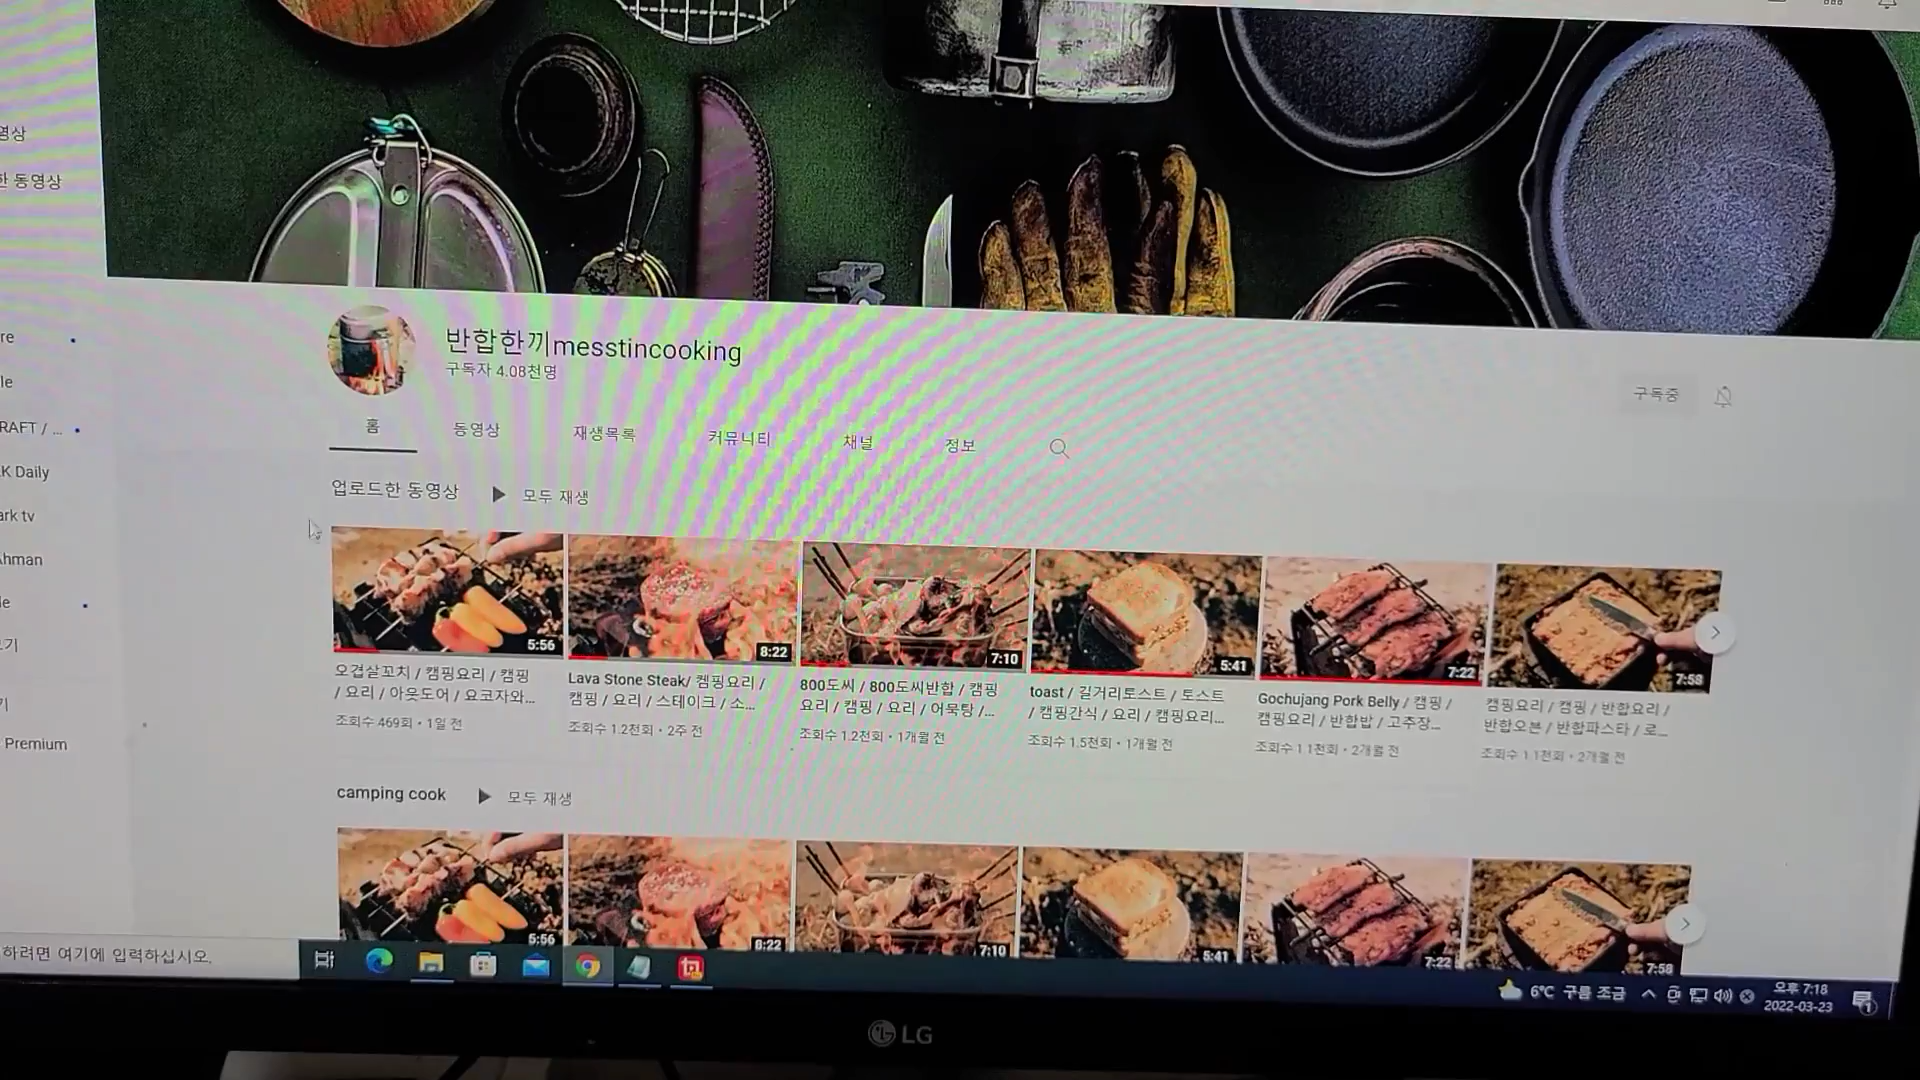 영상
한 동영상
re
le
RAFT / ...
K Daily
ark tv
hman
le
기
Premium
반합한끼messtincooking
구독자 4.08천명
구독중
홈
동영상
재생목록
커뮤니티
채널
정보
업로드한 동영상
모두 재생
5:56
8:22
7:10
5:41
7:22
7:58
오겹살꼬치 / 캠핑요리 / 캠핑
/ 요리 / 아웃도어 / 요코자와...
조회수 469회 • 1일 전
Lava Stone Steak/ 켐핑요리 /
캠핑 / 요리 / 스테이크 / 소...
조회수 1.2천회 • 2주 전
800도씨 / 800도씨반합 / 캠핑
요리 / 캠핑 / 요리 / 어묵탕 /...
조회수 1.2천회 • 1개월 전
toast / 길거리토스트 / 토스트
/ 캠핑간식 / 요리 / 캠핑요리...
조회수 1.5천회 • 1개월 전
Gochujang Pork Belly / 캠핑 /
캠핑요리 / 반합밥 / 고추장...
조회수 1.1천회 • 2개월 전
캠핑요리 / 캠핑 / 반합요리 /
반합오븐 / 반합파스타 / 로...
조회수 1.1천회 • 2개월 전
camping cook
모두 재생
5:56
8:22
7:10
5:41
7:22
7:58
하려면 여기에 입력하십시오.
6°C 구름 조금
오후 7:18
2022-03-23
1
LG